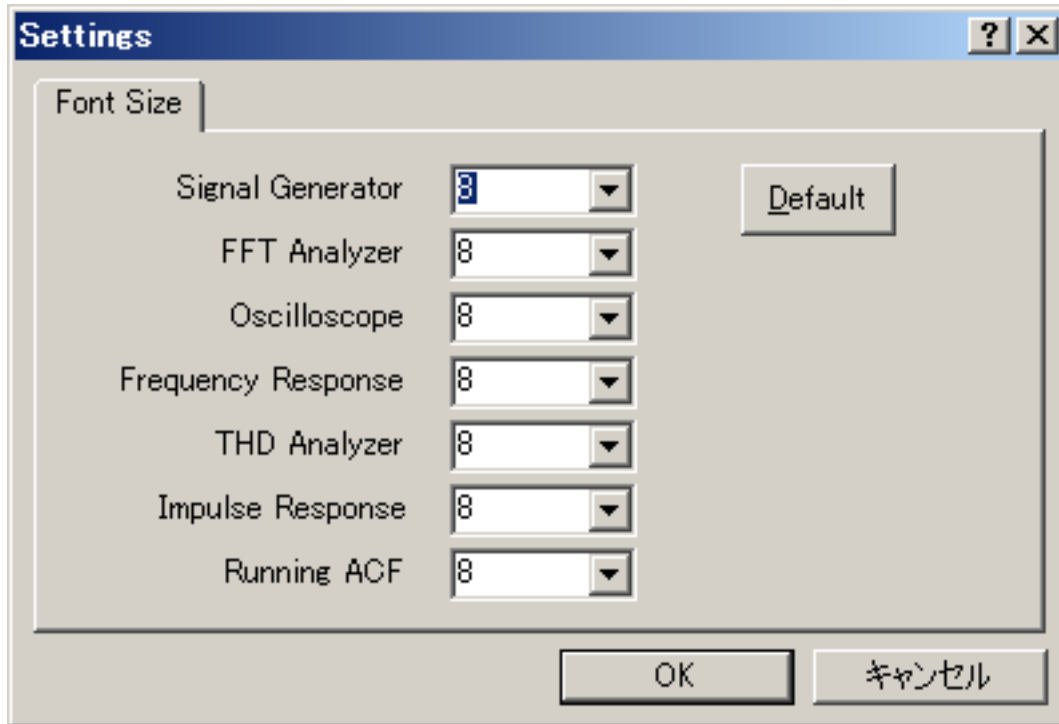 Settings
Font Size
Signal Generator 8 Default
FFT Analyzer 8
Oscilloscope 8
Frequency Response 8
THD Analyzer 8
Impulse Response 8
Running ACF 8
OK キャンセル